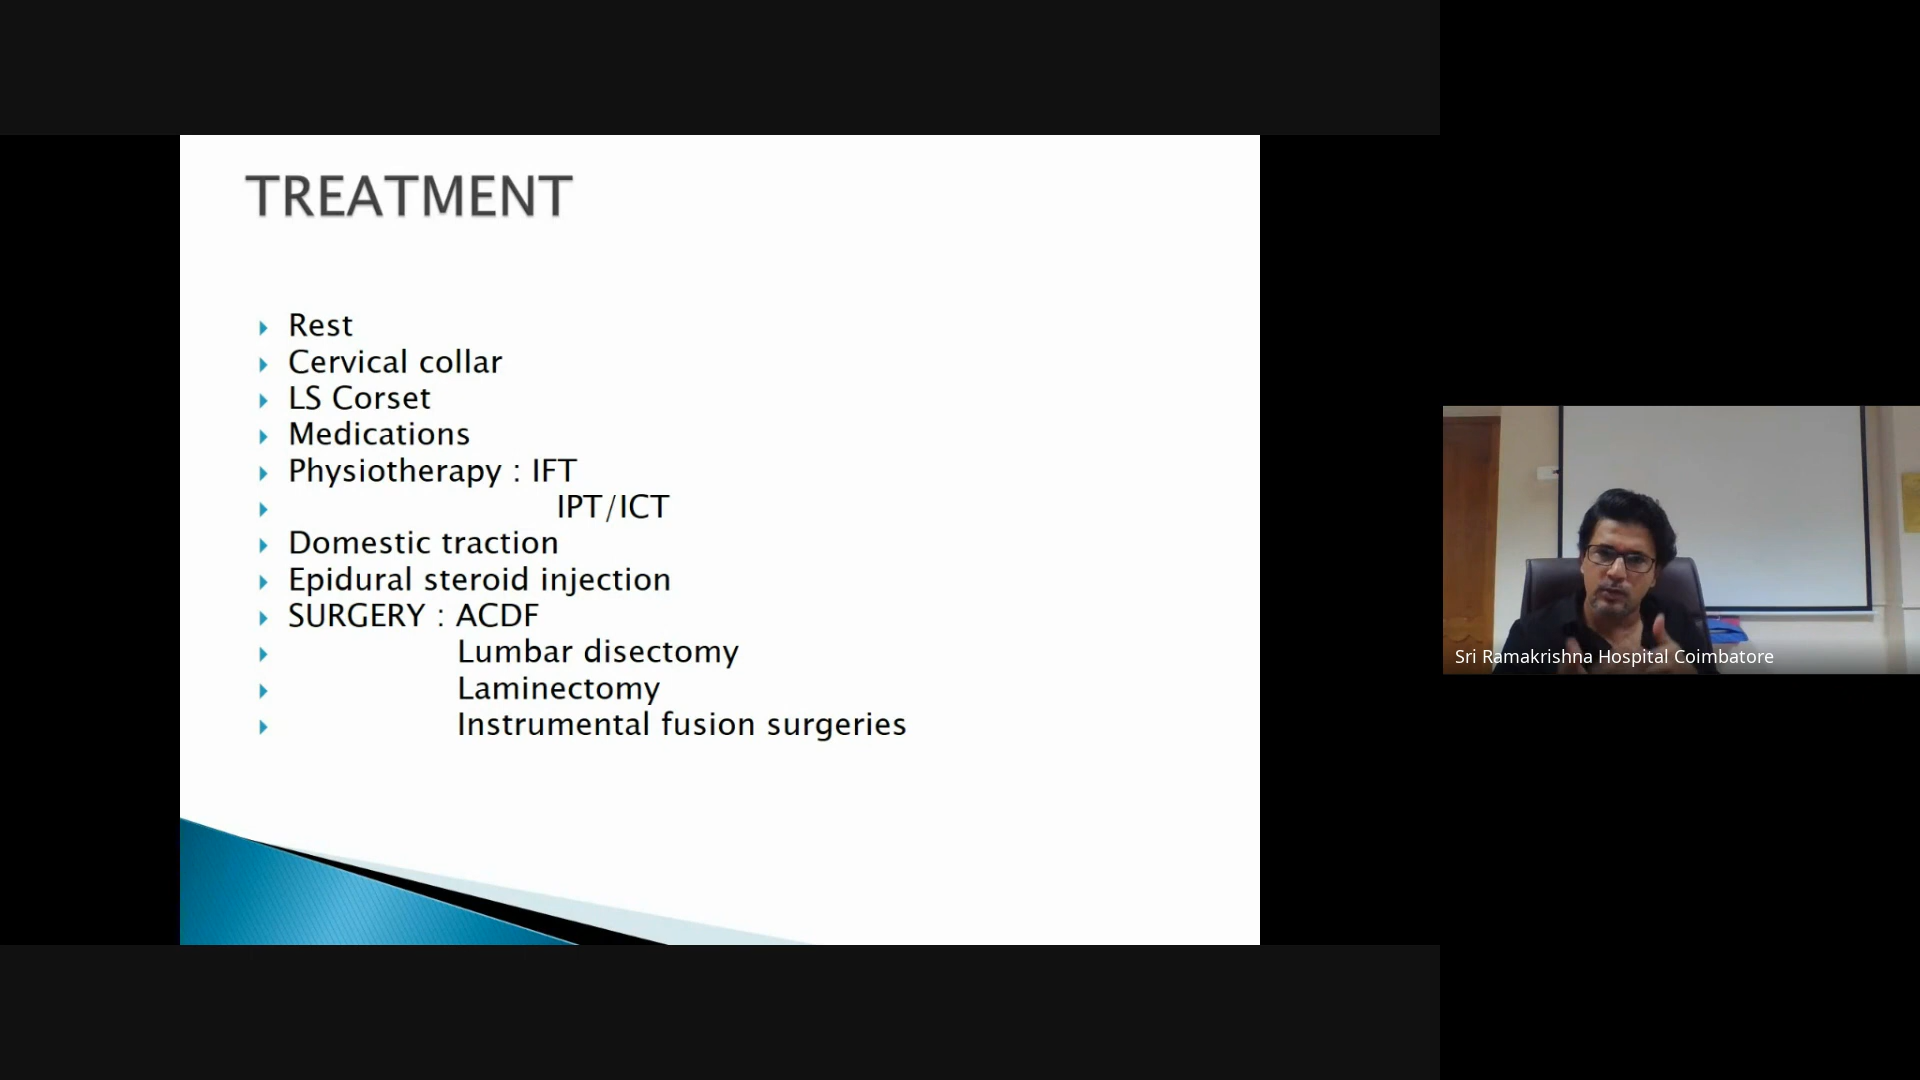 TREATMENT
Rest
Cervical collar
LS Corset
Medications
Physiotherapy : IFT
IPT/ICT
Domestic traction
Epidural steroid injection
SURGERY : ACDF
Lumbar disectomy
Laminectomy
Instrumental fusion surgeries
Sri Ramakrishna Hospital Coimbatore